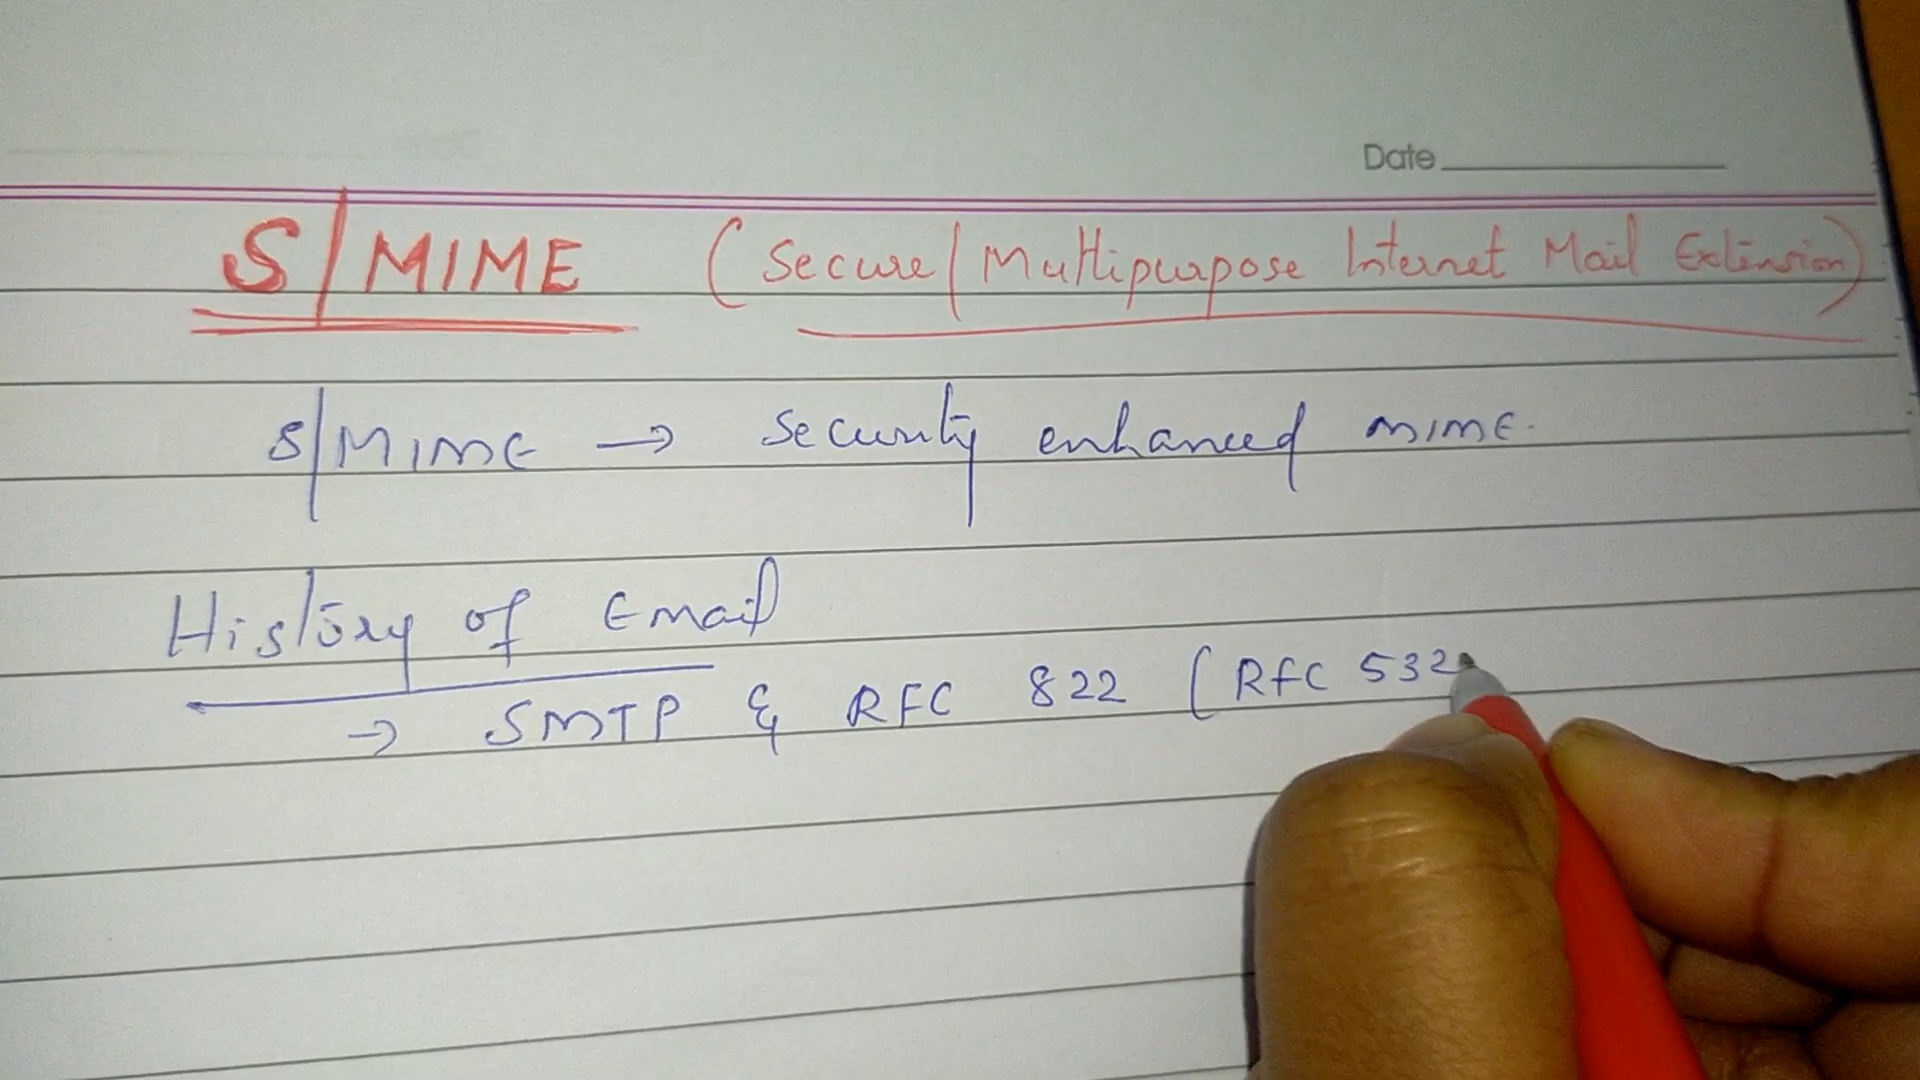 Date
S/MIME (Secure/Multipurpose Internet Mail Extension)
S/MIME → Security enhanced MIME.
History of Email
→ SMTP & RFC 822 (RFC 532